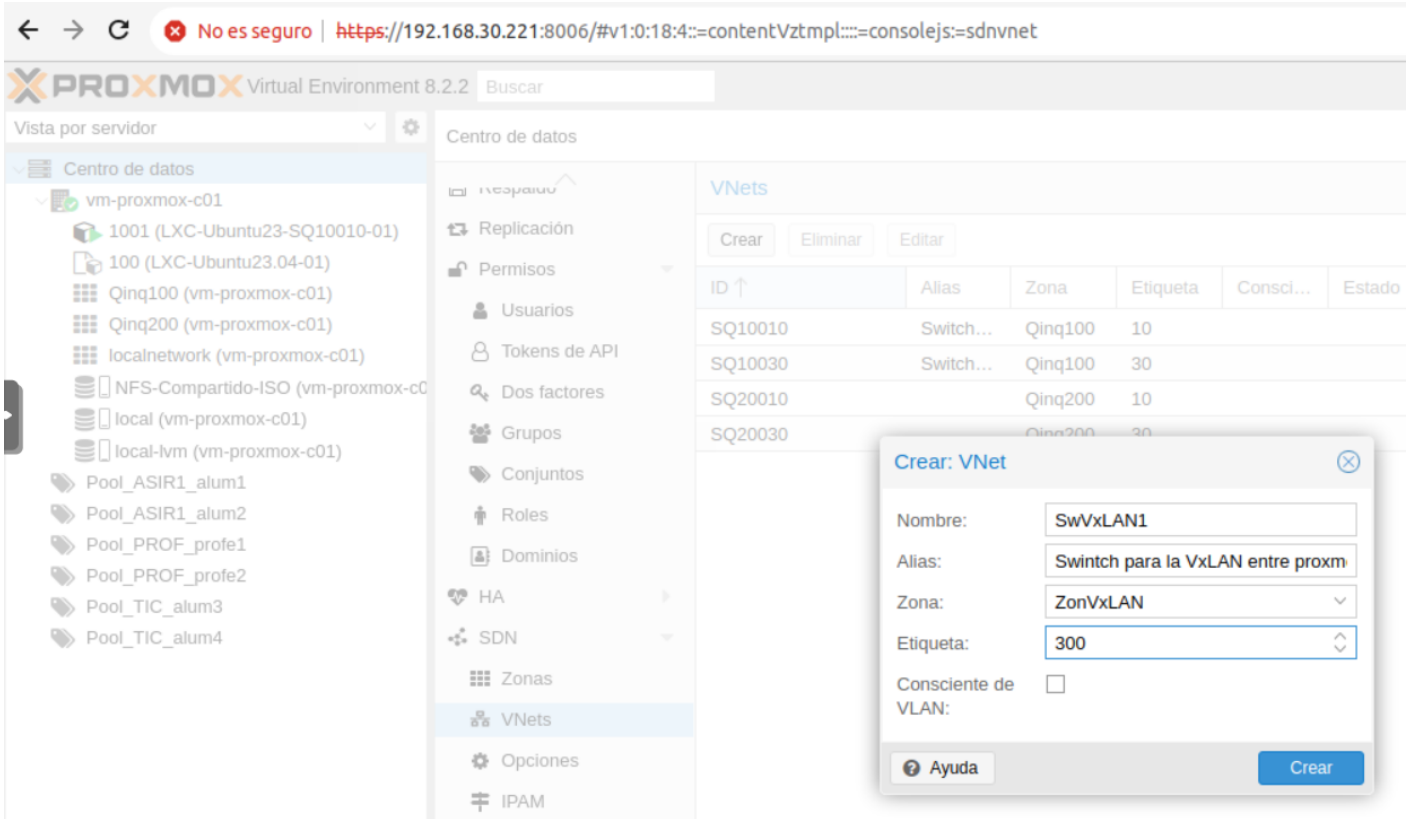 No es seguro | https://192.168.30.221:8006/#v1:0:18:4::=contentVztmpl::::=consolejs:=sdnvnet
PROXMOX Virtual Environment 8.2.2 Buscar
Vista por servidor
Centro de datos
vm-proxmox-c01
1001 (LXC-Ubuntu23-SQ10010-01)
100 (LXC-Ubuntu23.04-01)
Qinq100 (vm-proxmox-c01)
Qinq200 (vm-proxmox-c01)
localnetwork (vm-proxmox-c01)
NFS-Compartido-ISO (vm-proxmox-c0
local (vm-proxmox-c01)
local-lvm (vm-proxmox-c01)
Pool_ASIR1_alum1
Pool_ASIR1_alum2
Pool_PROF_profe1
Pool_PROF_profe2
Pool_TIC_alum3
Pool_TIC_alum4
Centro de datos
Respaldo
Replicación
Permisos
Usuarios
Tokens de API
Dos factores
Grupos
Conjuntos
Roles
Dominios
HA
SDN
Zonas
VNets
Opciones
IPAM
VNets
Crear Eliminar Editar
ID Alias Zona Etiqueta Consci... Estado
SQ10010 Switch... Qinq100 10
SQ10030 Switch... Qinq100 30
SQ20010 Qinq200 10
SQ20030 Qinq200 30
Crear: VNet
Nombre: SwVxLAN1
Alias: Swintch para la VxLAN entre proxm
Zona: ZonVxLAN
Etiqueta: 300
Consciente de
VLAN:
Ayuda Crear